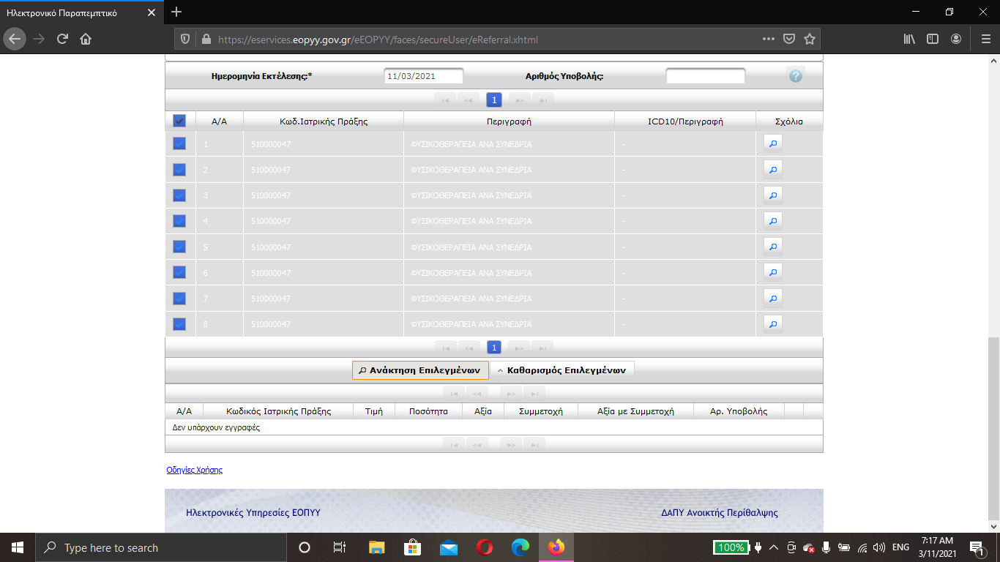 Ηλεκτρονικό Παραπεμπτικό
https://eservices.eopyy.gov.gr/eEOPYY/faces/secureUser/eReferral.xhtml
Ημερομηνία Εκτέλεσης:* 11/03/2021 Αριθμός Υποβολής:
1
Α/Α Κωδ.Ιατρικής Πράξης Περιγραφή ICD10/Περιγραφή Σχόλια
1 510000047 ΦΥΣΙΚΟΘΕΡΑΠΕΙΑ ΑΝΑ ΣΥΝΕΔΡΙΑ -
2 510000047 ΦΥΣΙΚΟΘΕΡΑΠΕΙΑ ΑΝΑ ΣΥΝΕΔΡΙΑ -
3 510000047 ΦΥΣΙΚΟΘΕΡΑΠΕΙΑ ΑΝΑ ΣΥΝΕΔΡΙΑ -
4 510000047 ΦΥΣΙΚΟΘΕΡΑΠΕΙΑ ΑΝΑ ΣΥΝΕΔΡΙΑ -
5 510000047 ΦΥΣΙΚΟΘΕΡΑΠΕΙΑ ΑΝΑ ΣΥΝΕΔΡΙΑ -
6 510000047 ΦΥΣΙΚΟΘΕΡΑΠΕΙΑ ΑΝΑ ΣΥΝΕΔΡΙΑ -
7 510000047 ΦΥΣΙΚΟΘΕΡΑΠΕΙΑ ΑΝΑ ΣΥΝΕΔΡΙΑ -
8 510000047 ΦΥΣΙΚΟΘΕΡΑΠΕΙΑ ΑΝΑ ΣΥΝΕΔΡΙΑ -
1
Ανάκτηση Επιλεγμένων Καθαρισμός Επιλεγμένων
Α/Α Κωδικός Ιατρικής Πράξης Τιμή Ποσότητα Αξία Συμμετοχή Αξία με Συμμετοχή Αρ. Υποβολής
Δεν υπάρχουν εγγραφές
Οδηγίες Χρήσης
Ηλεκτρονικές Υπηρεσίες ΕΟΠΥΥ ΔΑΠΥ Ανοικτής Περίθαλψης
Type here to search 100% ENG 7:17 AM
3/11/2021 1